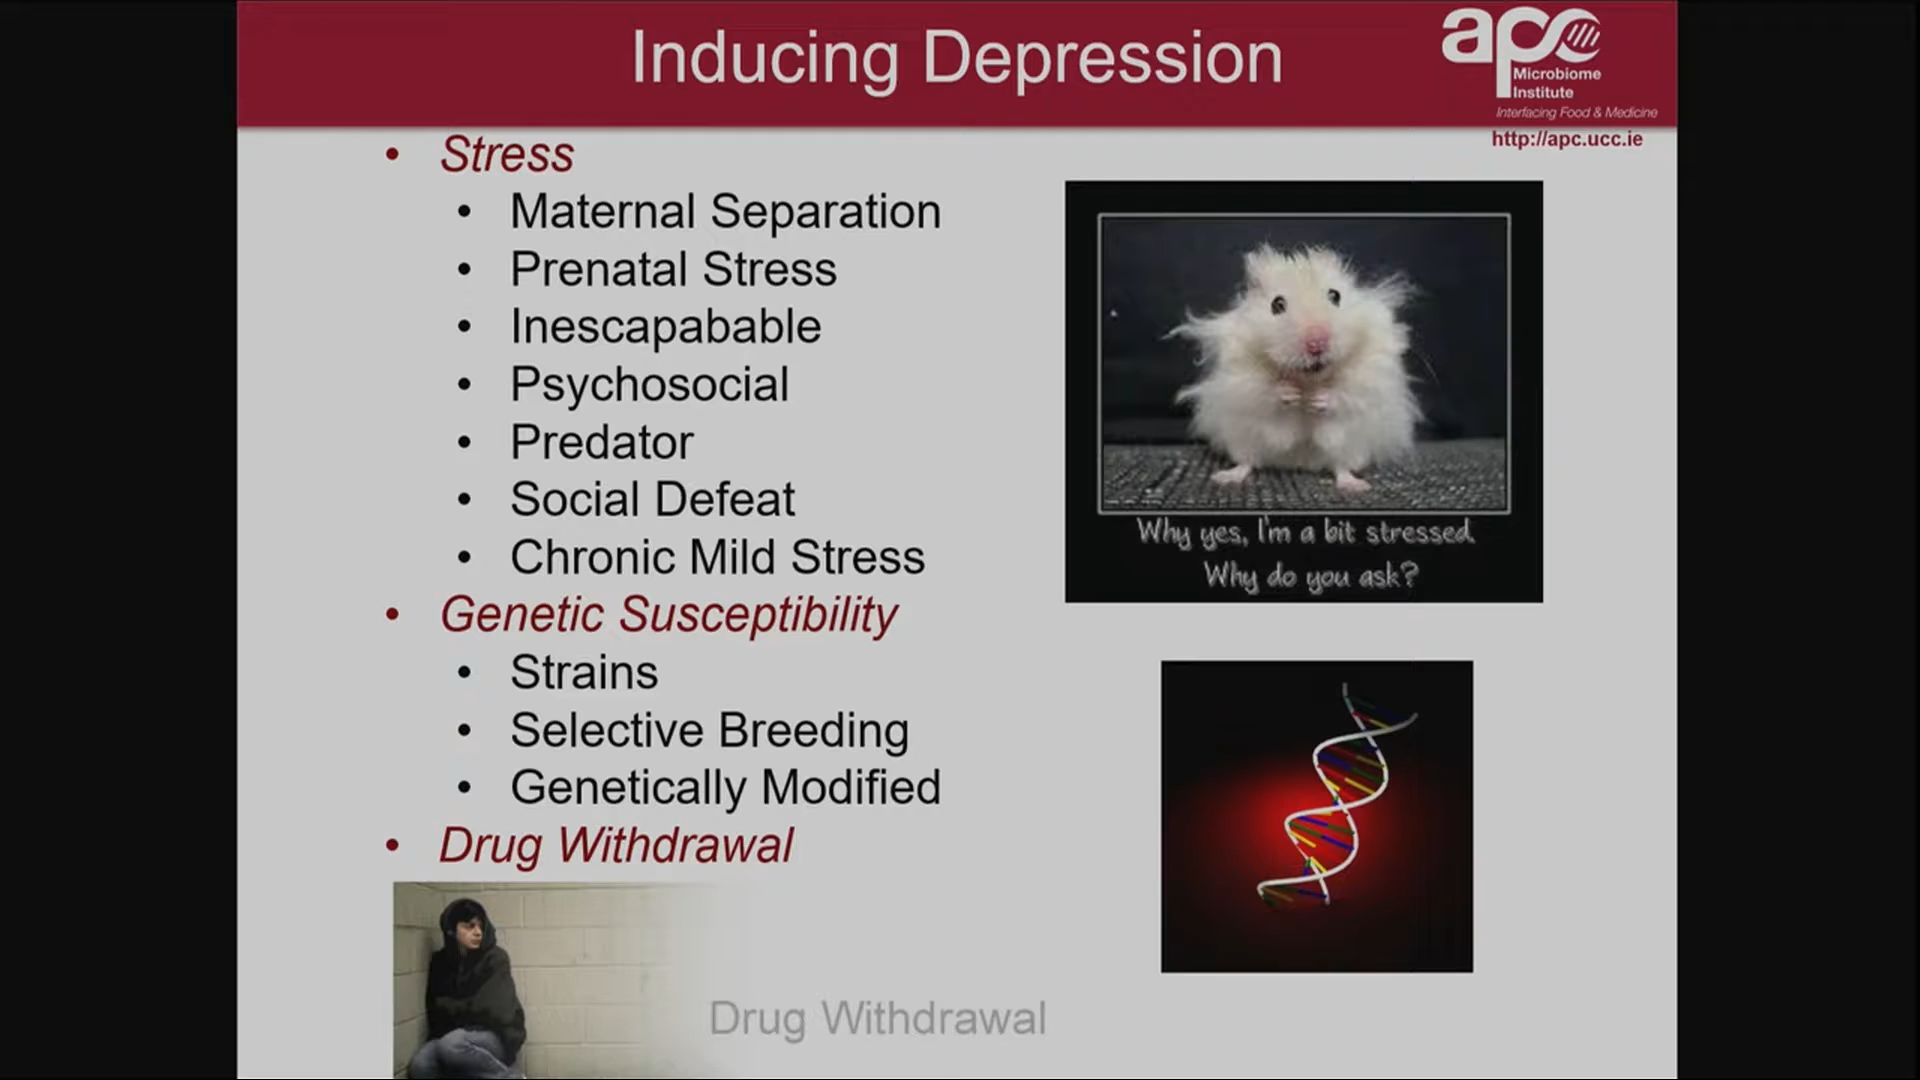 Inducing Depression
apc
Microbiome
Institute
Interfacing Food & Medicine
http://apc.ucc.ie
• Stress
• Maternal Separation
• Prenatal Stress
• Inescapabable
• Psychosocial
• Predator
• Social Defeat
• Chronic Mild Stress
• Genetic Susceptibility
• Strains
• Selective Breeding
• Genetically Modified
• Drug Withdrawal
Why yes, I'm a bit stressed.
Why do you ask?
Drug Withdrawal